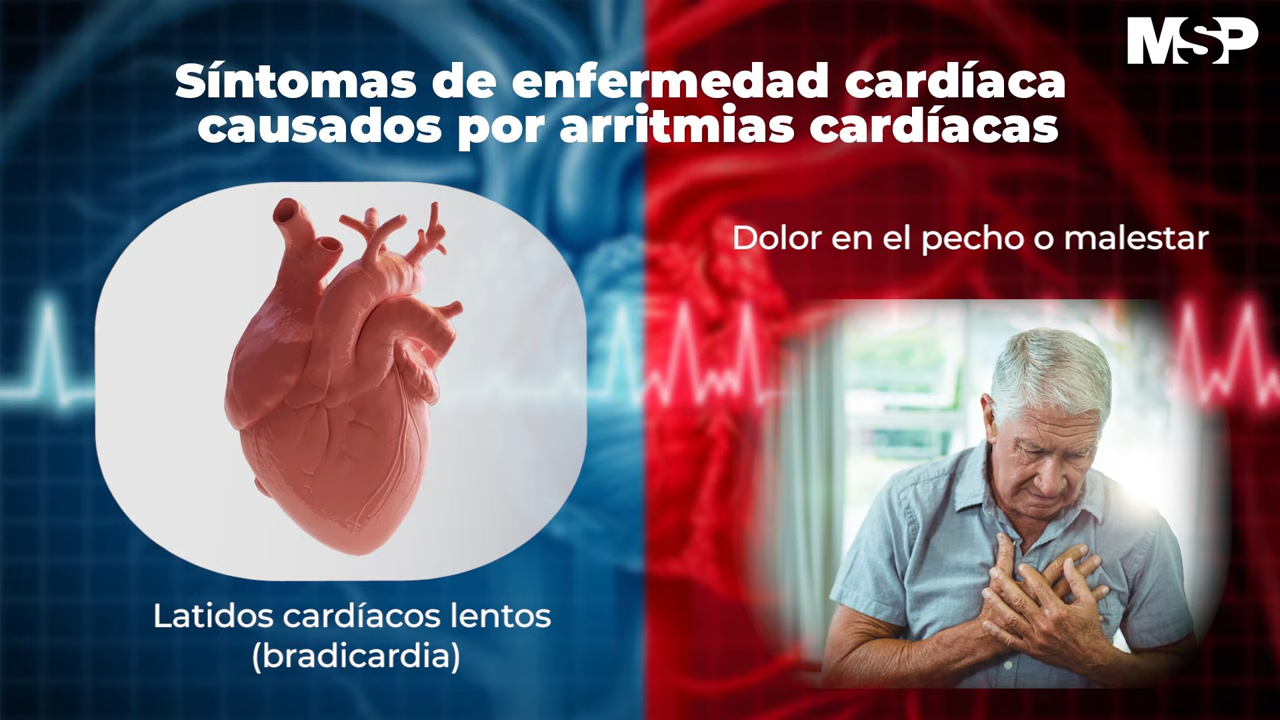 MSP
Síntomas de enfermedad cardíaca
causados por arritmias cardíacas
Dolor en el pecho o malestar
Latidos cardíacos lentos
(bradicardia)